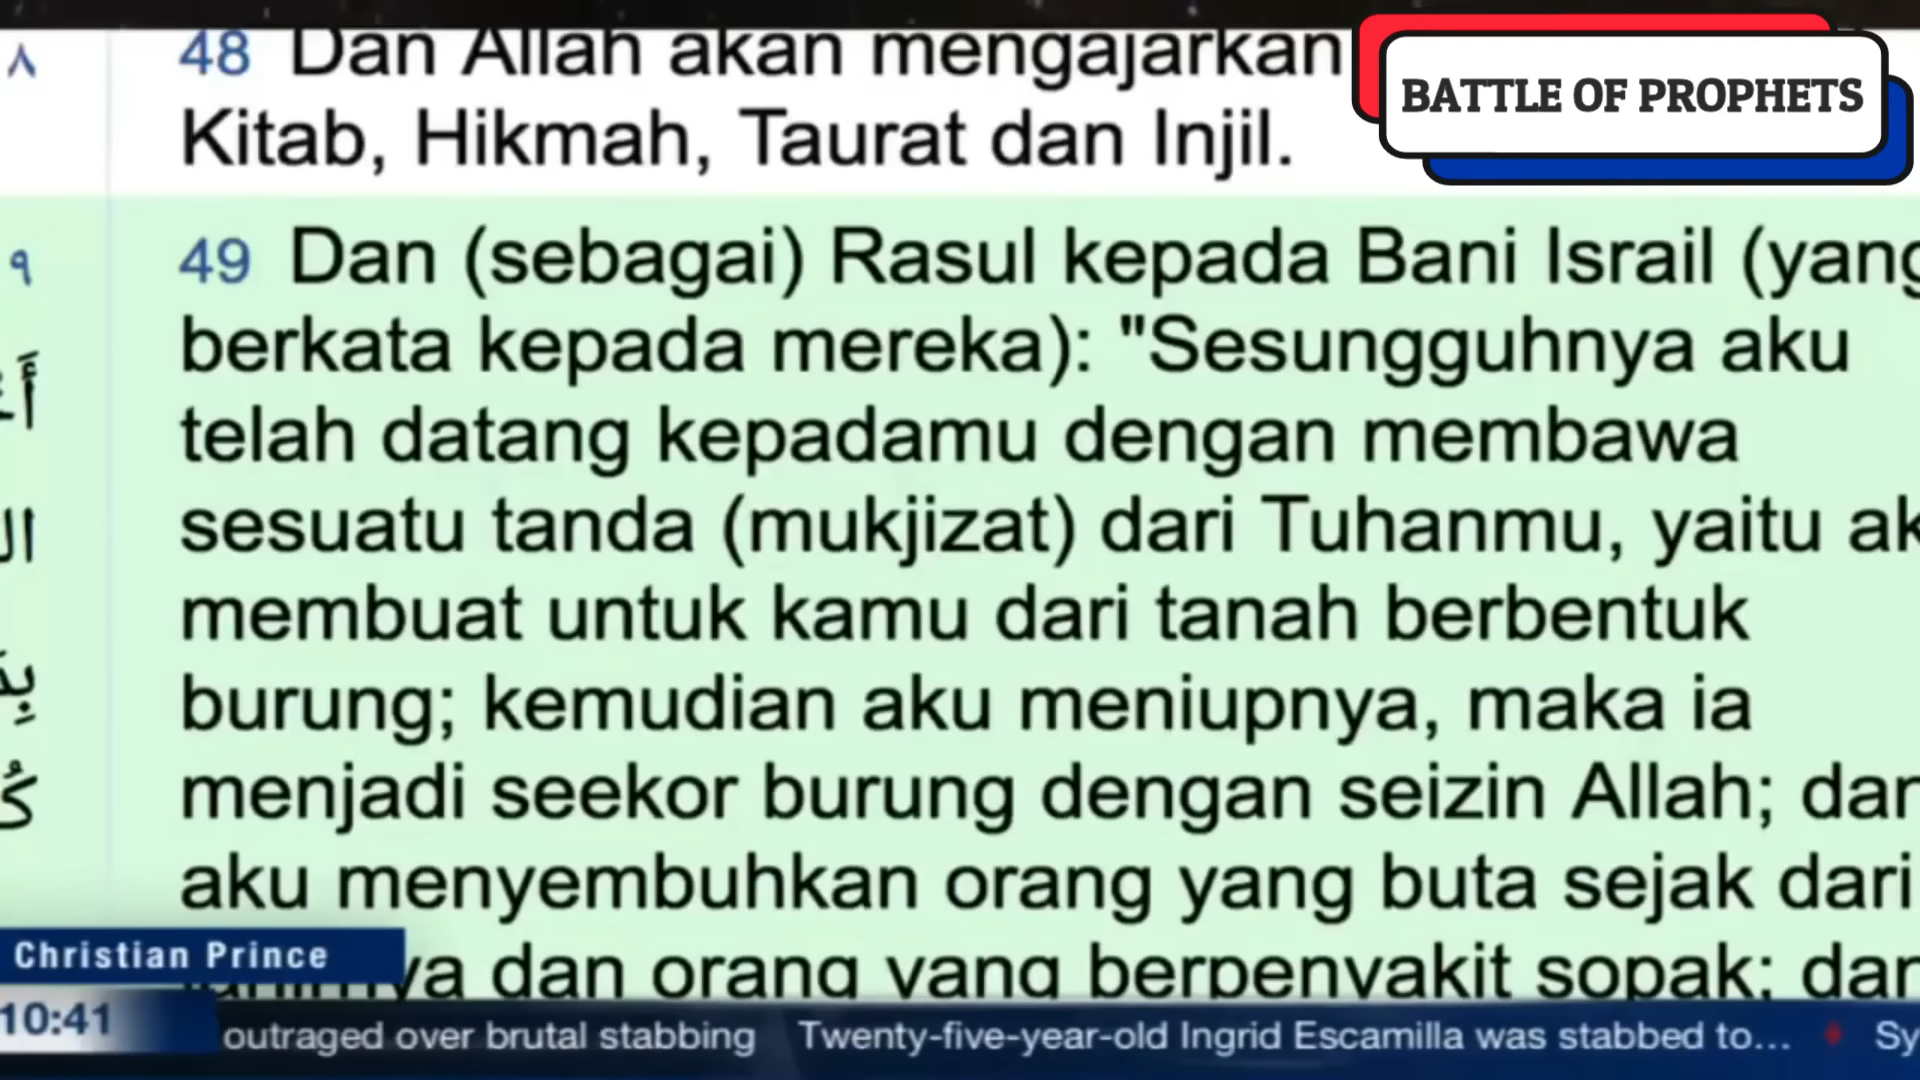 48 Dan Allah akan mengajarkan
Kitab, Hikmah, Taurat dan Injil.
BATTLE OF PROPHETS
49 Dan (sebagai) Rasul kepada Bani Israil (yang
berkata kepada mereka): "Sesungguhnya aku
telah datang kepadamu dengan membawa
sesuatu tanda (mukjizat) dari Tuhanmu, yaitu
membuat untuk kamu dari tanah berbentuk
burung; kemudian aku meniupnya, maka ia
menjadi seekor burung dengan seizin Allah; dan
aku menyembuhkan orang yang buta sejak dari
dan orang yang berpenyakit sopak; dan
Christian Prince
10:41
outraged over brutal stabbing Twenty-five-year-old Ingrid Escamilla was stabbed to...